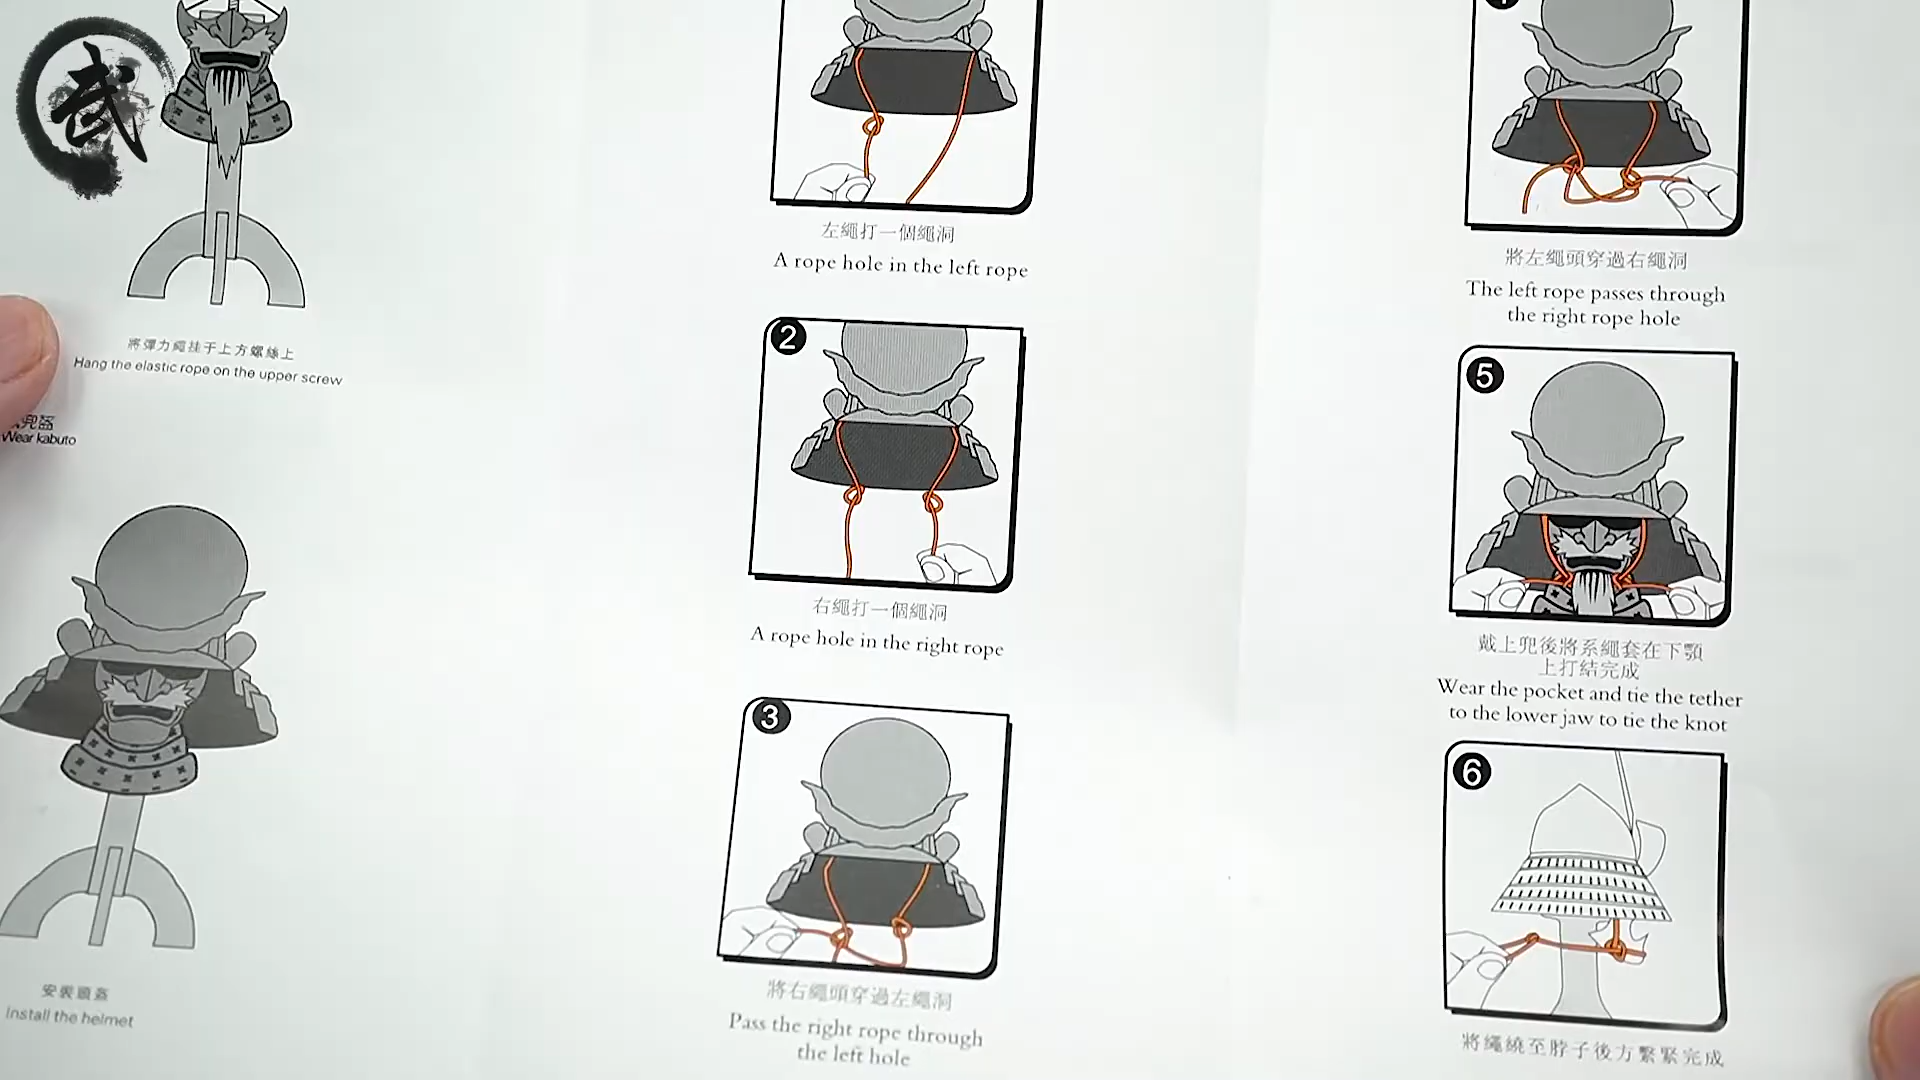 武
將彈力繩挂于上方螺絲上
Hang the elastic rope on the upper screw
兜蓋
Wear kabuto
安裝頭蓋
Install the helmet
左繩打一個繩洞
A rope hole in the left rope
2
右繩打一個繩洞
A rope hole in the right rope
3
將右繩頭穿過左繩洞
Pass the right rope through
the left hole
將左繩頭穿過右繩洞
The left rope passes through
the right rope hole
5
戴上兜後將系繩套在下顎
上打結完成
Wear the pocket and tie the tether
to the lower jaw to tie the knot
6
將繩繞至脖子後方繫緊完成